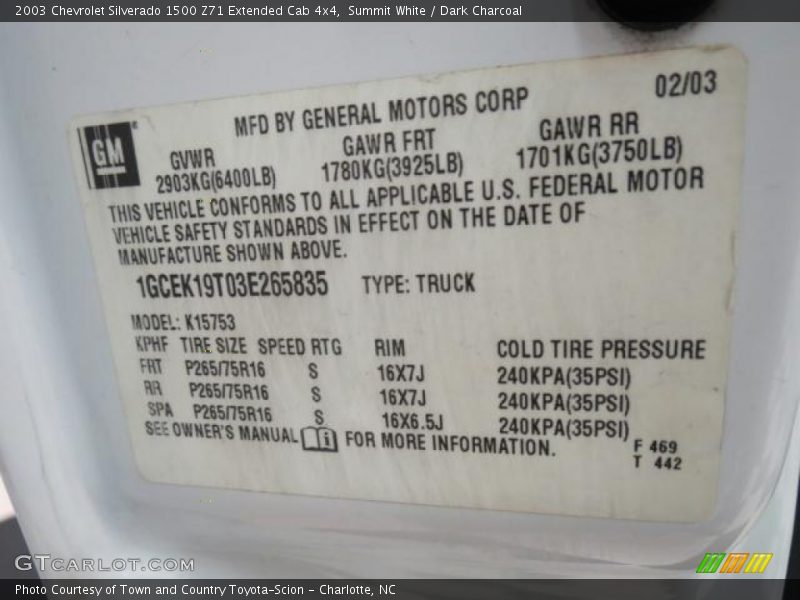 2003 Chevrolet Silverado 1500 Z71 Extended Cab 4x4, Summit White / Dark Charcoal
02/03
MFD BY GENERAL MOTORS CORP
GM
GVWR GAWR FRT GAWR RR
2903KG(6400LB) 1780KG(3925LB) 1701KG(3750LB)
THIS VEHICLE CONFORMS TO ALL APPLICABLE U.S. FEDERAL MOTOR
VEHICLE SAFETY STANDARDS IN EFFECT ON THE DATE OF
MANUFACTURE SHOWN ABOVE.
1GCEK19T03E265835 TYPE: TRUCK
MODEL: K15753
KPHF TIRE SIZE SPEED RTG RIM COLD TIRE PRESSURE
FRT P265/75R16 S 16X7J 240KPA(35PSI)
RR P265/75R16 S 16X7J 240KPA(35PSI)
SPA P265/75R16 S 16X6.5J 240KPA(35PSI)
SEE OWNER'S MANUAL i FOR MORE INFORMATION.
F 469
T 442
GTCARLOT.COM
Photo Courtesy of Town and Country Toyota-Scion - Charlotte, NC